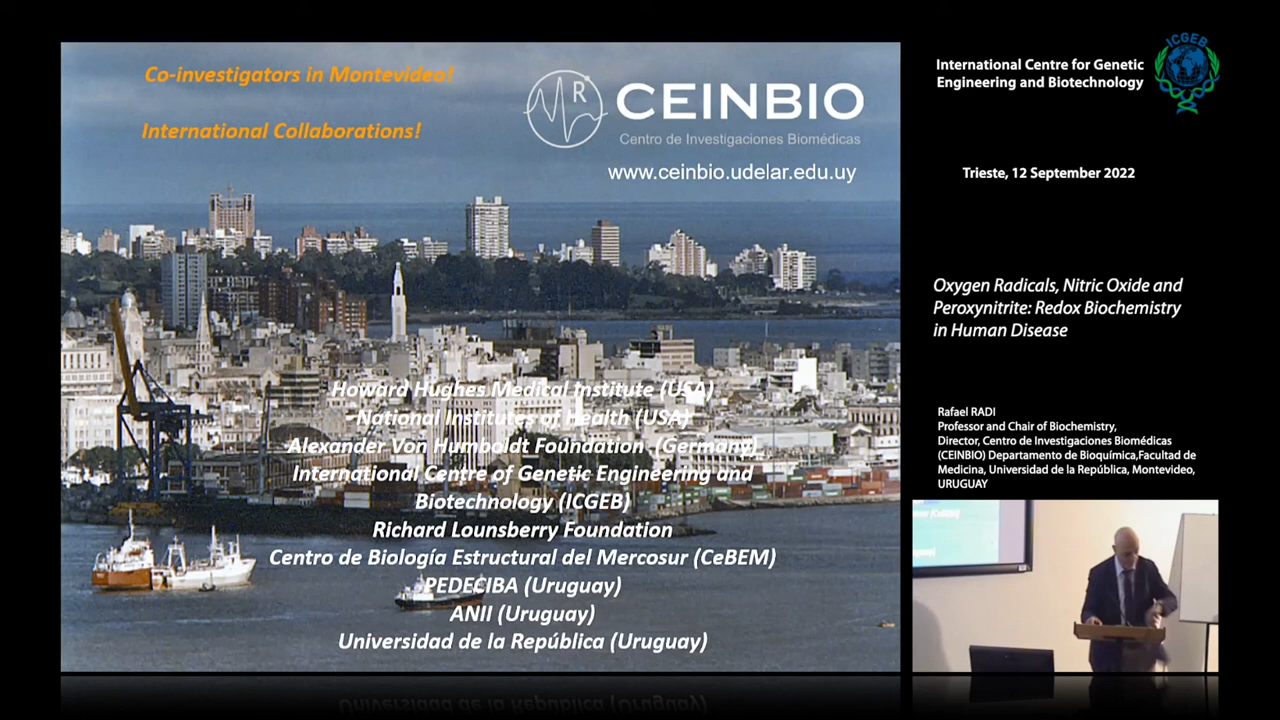 Co-investigators in Montevideo!
International Collaborations!
R
CEINBIO
Centro de Investigaciones Biomédicas
www.ceinbio.udelar.edu.uy
Howard Hughes Medical Institute (USA)
National Institutes of Health (USA)
Alexander Von Humboldt Foundation (Germany)
International Centre of Genetic Engineering and
Biotechnology (ICGEB)
Richard Lounsberry Foundation
Centro de Biología Estructural del Mercosur (CeBEM)
PEDECIBA (Uruguay)
ANII (Uruguay)
Universidad de la República (Uruguay)
International Centre for Genetic
Engineering and Biotechnology
ICGEB
Trieste, 12 September 2022
Oxygen Radicals, Nitric Oxide and
Peroxynitrite: Redox Biochemistry
in Human Disease
Rafael RADI
Professor and Chair of Biochemistry,
Director, Centro de Investigaciones Biomédicas
(CEINBIO) Departamento de Bioquímica,Facultad de
Medicina, Universidad de la República, Montevideo,
URUGUAY